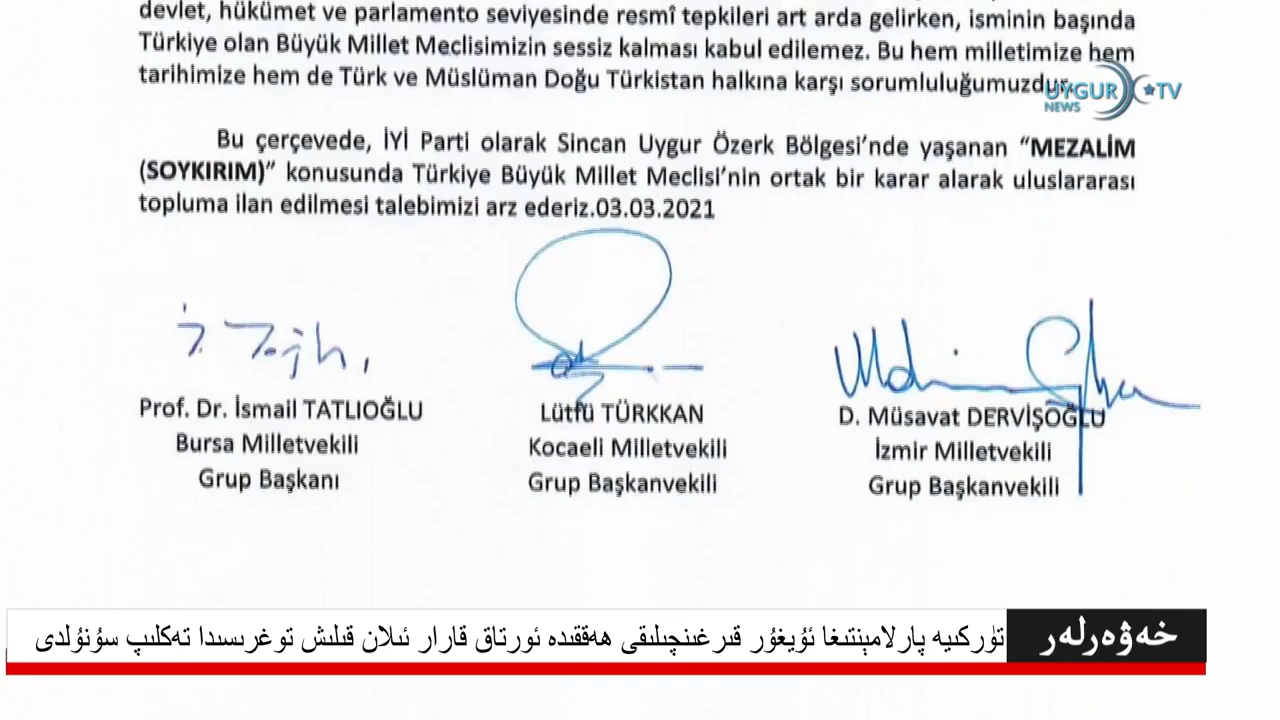 devlet, hükümet ve parlamento seviyesinde resmî tepkileri art arda gelirken, isminin başında
Türkiye olan Büyük Millet Meclisimizin sessiz kalması kabul edilemez. Bu hem milletimize hem
tarihimize hem de Türk ve Müslüman Doğu Türkistan halkına karşı sorumluluğumuzdur.
UYGUR TV
NEWS
Bu çerçevede, İYİ Parti olarak Sincan Uygur Özerk Bölgesi’nde yaşanan “MEZALİM
(SOYKIRIM)” konusunda Türkiye Büyük Millet Meclisi’nin ortak bir karar alarak uluslararası
topluma ilan edilmesi talebimizi arz ederiz.03.03.2021
Prof. Dr. İsmail TATLIOĞLU
Bursa Milletvekili
Grup Başkanı
Lütfü TÜRKKAN
Kocaeli Milletvekili
Grup Başkanvekili
D. Müsavat DERVİŞOĞLU
İzmir Milletvekili
Grup Başkanvekili
خەۋەرلەر
تۈركىيە پارلامېنتىغا ئۇيغۇر قىرغىنچىلىقى ھەققىدە ئورتاق قارار ئىلان قىلىش توغرىسىدا تەكلىپ سۇنۇلدى